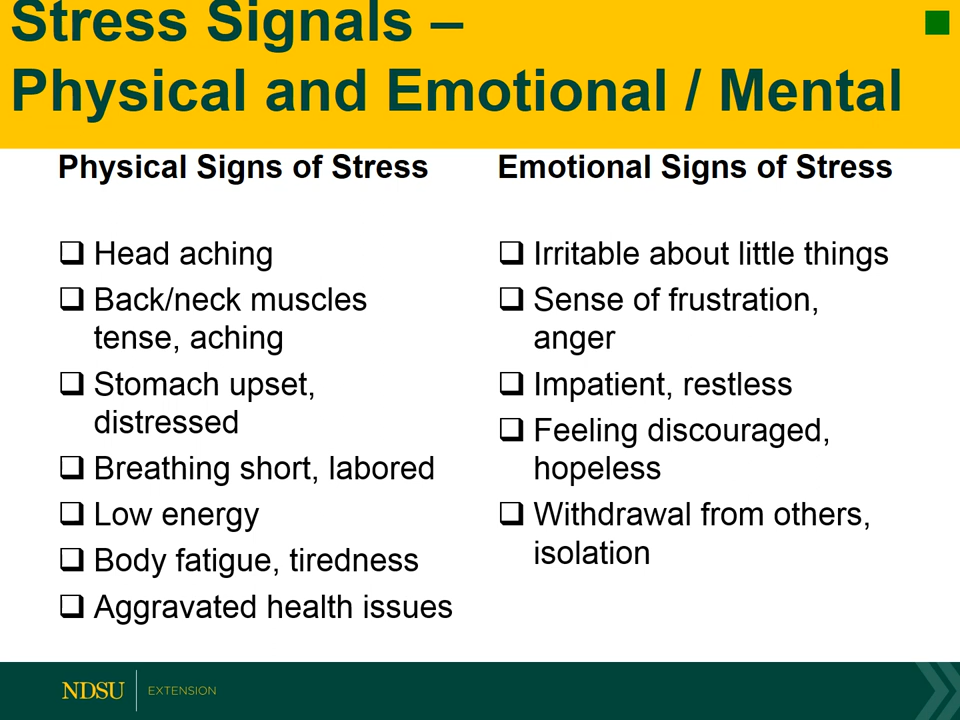 Stress Signals –
Physical and Emotional / Mental
Physical Signs of Stress
Head aching
Back/neck muscles
tense, aching
Stomach upset,
distressed
Breathing short, labored
Low energy
Body fatigue, tiredness
Aggravated health issues
Emotional Signs of Stress
Irritable about little things
Sense of frustration,
anger
Impatient, restless
Feeling discouraged,
hopeless
Withdrawal from others,
isolation
NDSU EXTENSION